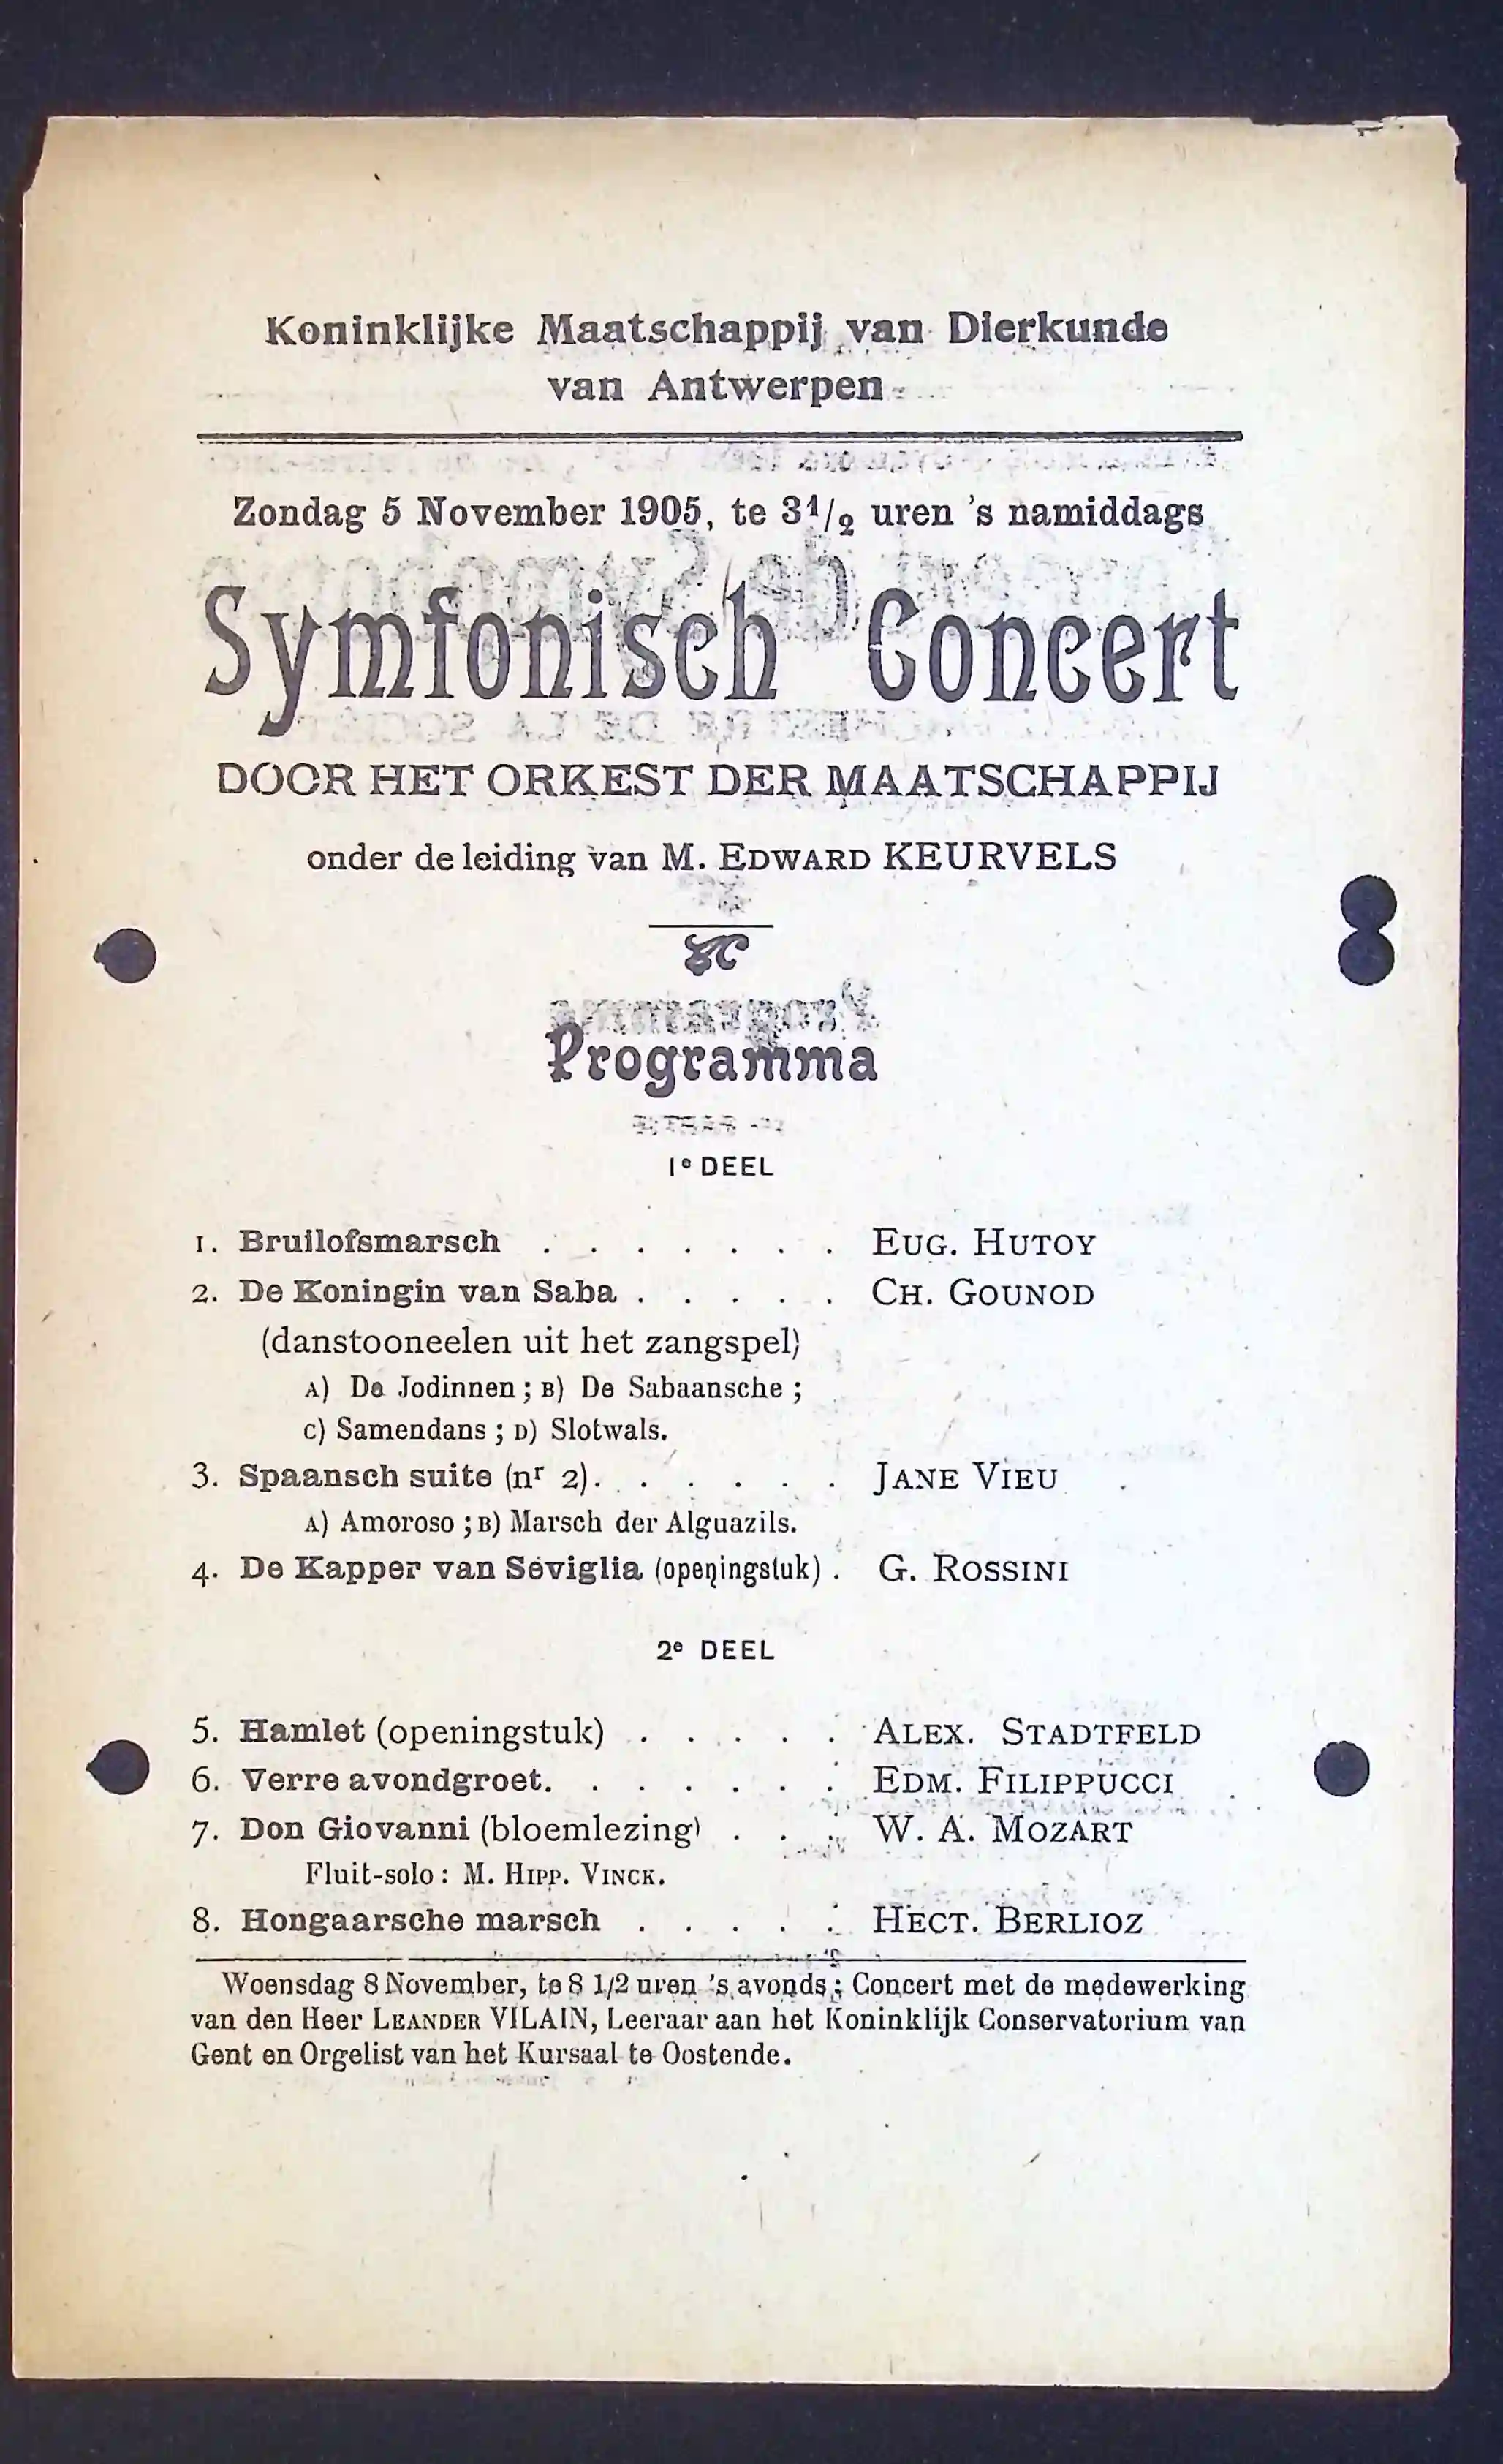 Koninklijke Maatschappij van Dierkunde
van Antwerpen
Zondag 5 November 1905, te 3 1/2 uren 's namiddags
Symfonisch Concert
DOOR HET ORKEST DER MAATSCHAPPIJ
onder de leiding van M. EDWARD KEURVELS
Programma
1e DEEL
1. Bruilofsmarsch . . . . . . . EUG. HUTOY
2. De Koningin van Saba . . . . . CH. GOUNOD
(danstooneelen uit het zangspel)
A) De Jodinnen ; B) De Sabaansche ;
C) Samendans ; D) Slotwals.
3. Spaansch suite (nr 2). . . . . . JANE VIEU
A) Amoroso ; B) Marsch der Alguazils.
4. De Kapper van Séviglia (openingstuk) . G. ROSSINI
2e DEEL
5. Hamlet (openingstuk) . . . . . ALEX. STADTFELD
6. Verre avondgroet. . . . . . . EDM. FILIPPUCCI
7. Don Giovanni (bloemlezing) . . . W. A. MOZART
Fluit-solo : M. HIPP. VINCK.
8. Hongaarsche marsch . . . . . HECT. BERLIOZ
Woensdag 8 November, te 8 1/2 uren 's avonds ; Concert met de medewerking
van den Heer LEANDER VILAIN, Leeraar aan het Koninklijk Conservatorium van
Gent en Orgelist van het Kursaal te Oostende.